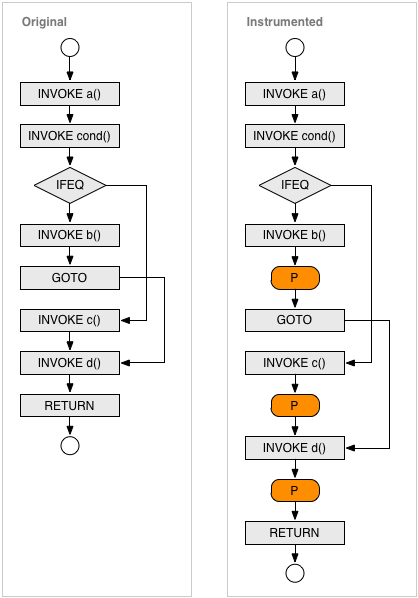 Original
INVOKE a()
INVOKE cond()
IFEQ
INVOKE b()
GOTO
INVOKE c()
INVOKE d()
RETURN
Instrumented
INVOKE a()
INVOKE cond()
IFEQ
INVOKE b()
P
GOTO
INVOKE c()
P
INVOKE d()
P
RETURN